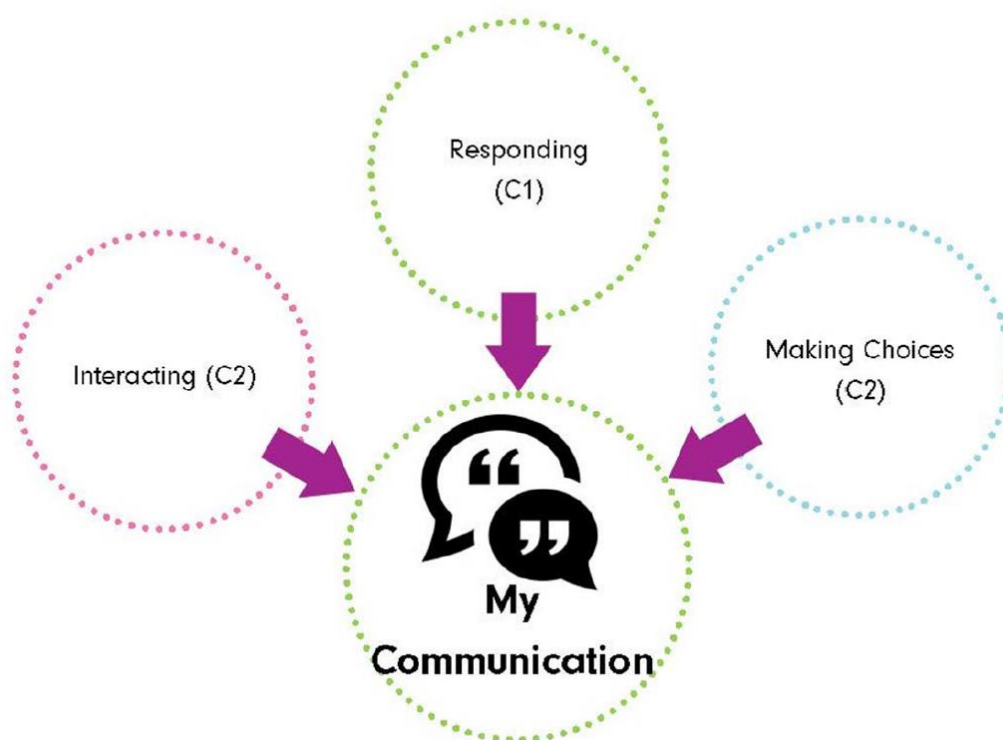 Responding
(C1)
Interacting (C2)
Making Choices
(C2)
My
Communication